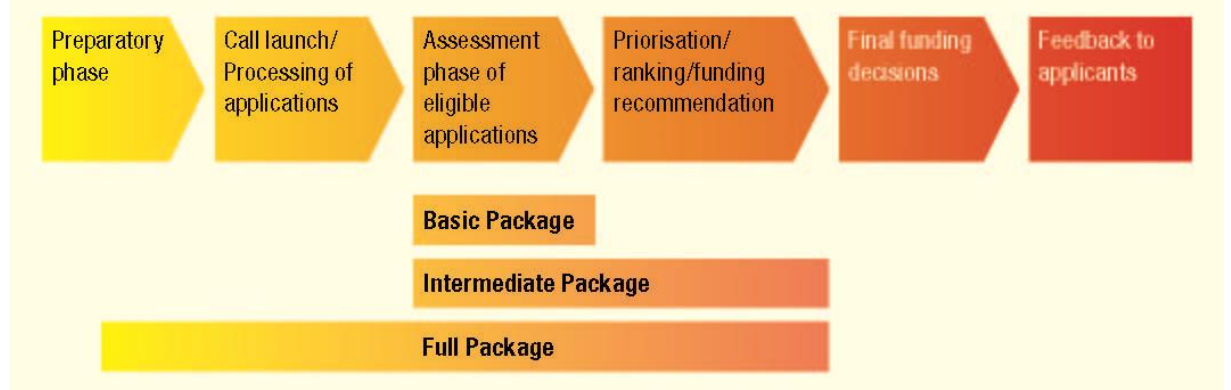 Preparatory
phase
Call launch/
Processing of
applications
Assessment
phase of
eligible
applications
Priorisation/
ranking/funding
recommendation
Final funding
decisions
Feedback to
applicants
Basic Package
Intermediate Package
Full Package